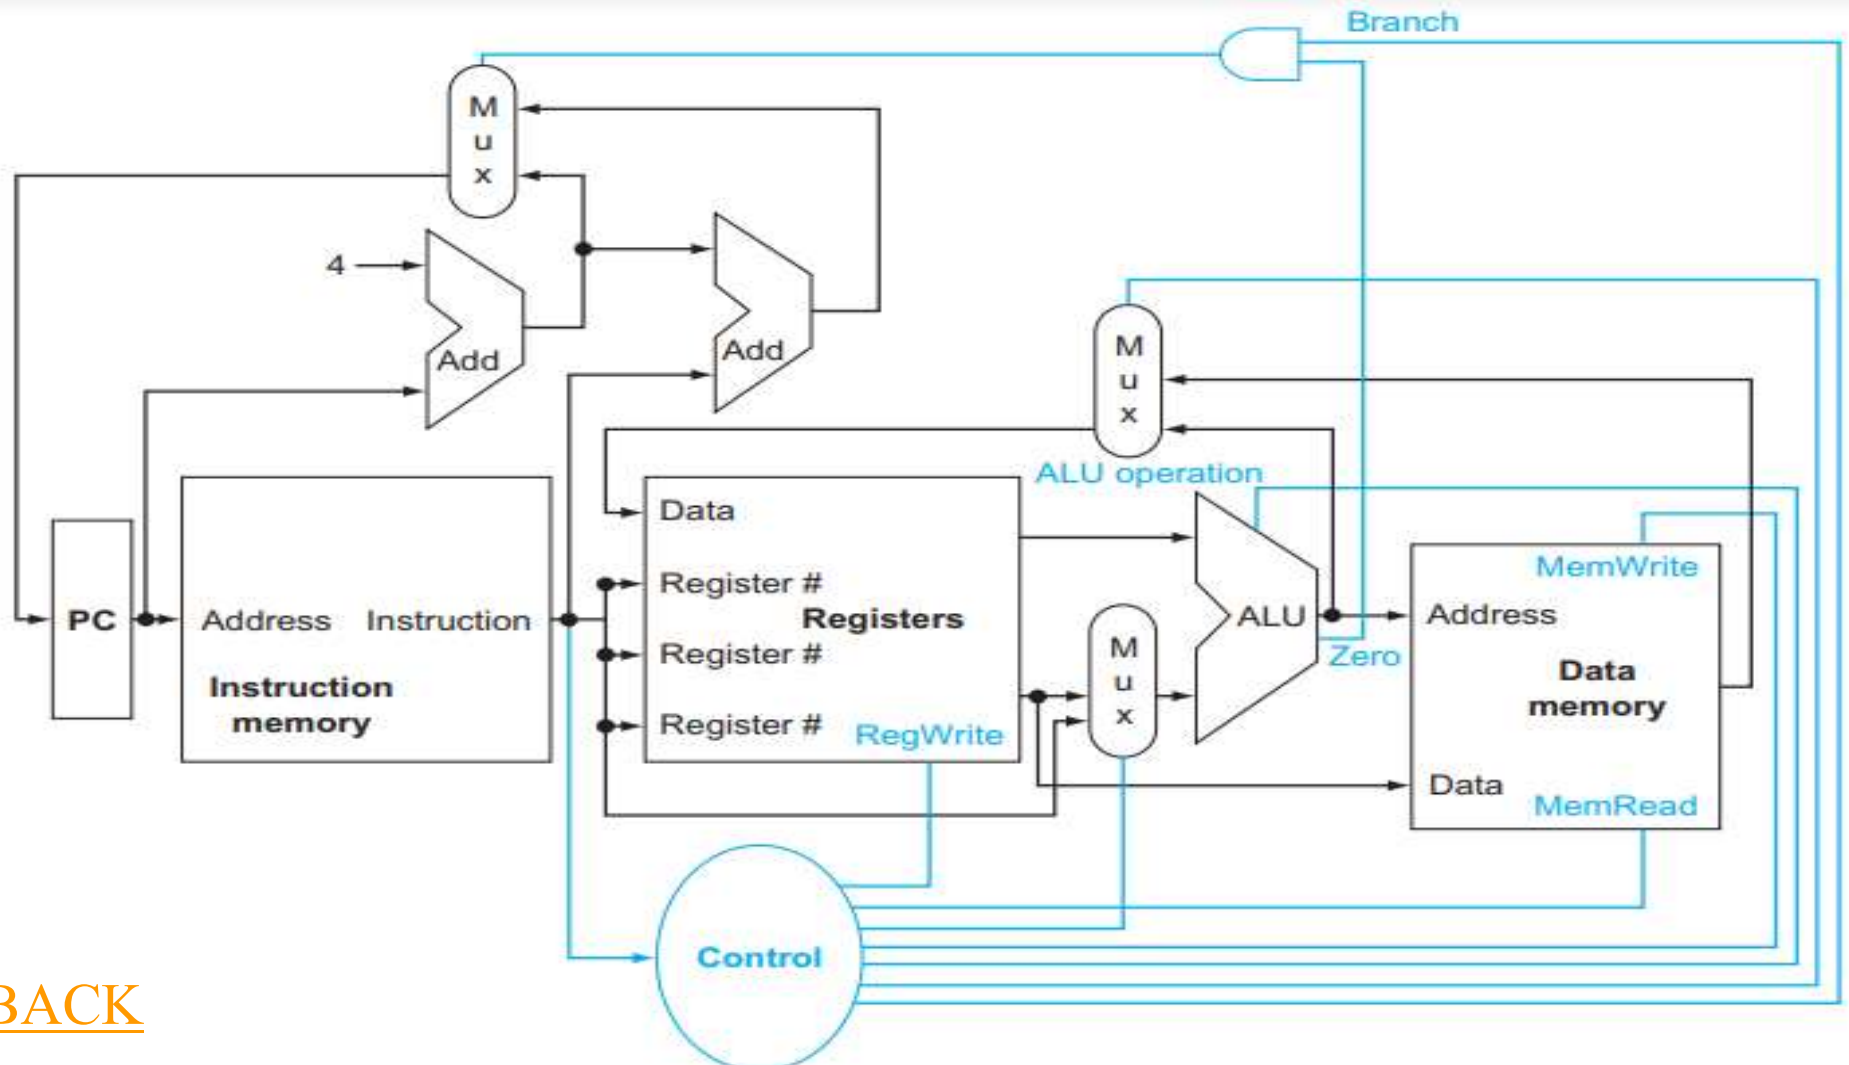 Branch
M
u
x
4
Add
Add
M
u
x
ALU operation
Data
Register #
Registers
Register #
Register #
RegWrite
PC
Address Instruction
Instruction
memory
M
u
x
ALU
Zero
MemWrite
Address
Data
memory
Data
MemRead
Control
BACK